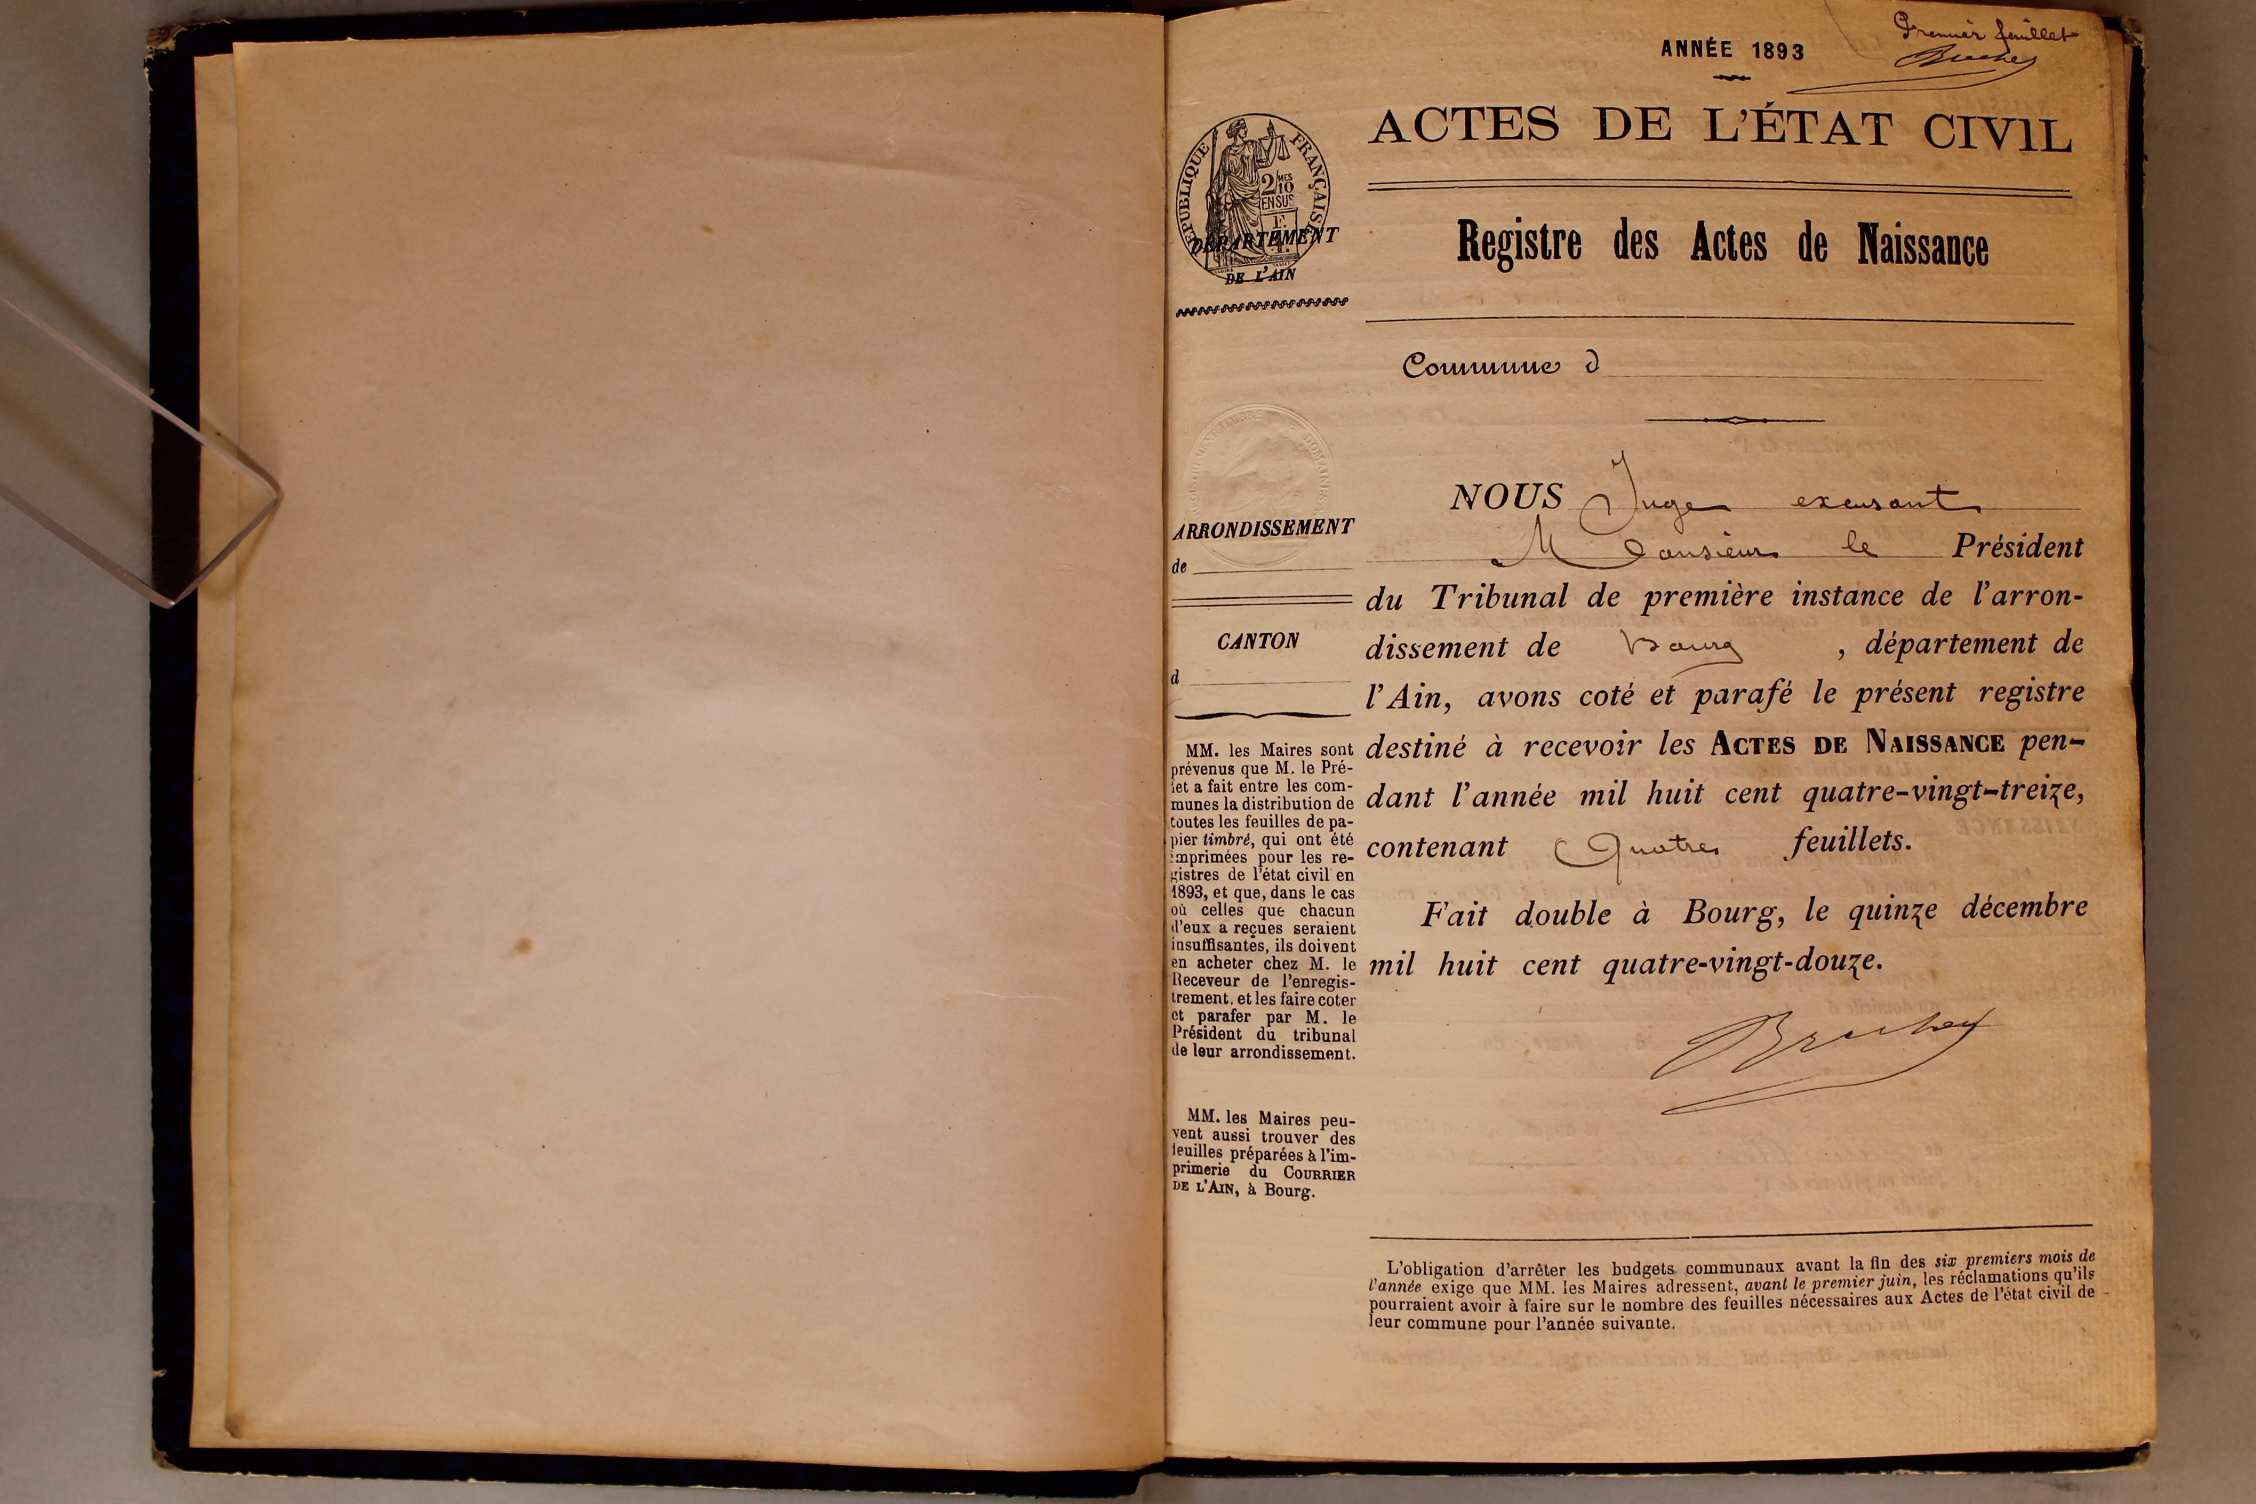 Premier feuillet
ANNÉE 1893
ACTES DE L'ÉTAT CIVIL
RÉPUBLIQUE FRANÇAISE
2/10 MES
EN SUS
DÉPARTEMENT
DE L'AIN
Registre des Actes de Naissance
Commune d
ARRONDISSEMENT
de
CANTON
d
MM. les Maires sont
prévenus que M. le Pré-
fet a fait entre les com-
munes la distribution de
toutes les feuilles de pa-
pier timbré, qui ont été
imprimées pour les re-
gistres de l'état civil en
1893, et que, dans le cas
où celles que chacun
d'eux a reçues seraient
insuffisantes, ils doivent
en acheter chez M. le
Receveur de l'enregis-
trement, et les faire coter
et parafer par M. le
Président du tribunal
de leur arrondissement.
MM. les Maires peu-
vent aussi trouver des
feuilles préparées à l'im-
primerie du COURRIER
DE L'AIN, à Bourg.
NOUS Juge excusant
Monsieur le Président
du Tribunal de première instance de l'arron-
dissement de Bourg, département de
l'Ain, avons coté et parafé le présent registre
destiné à recevoir les ACTES DE NAISSANCE pen-
dant l'année mil huit cent quatre-vingt-treize,
contenant Quatre feuillets.
Fait double à Bourg, le quinze décembre
mil huit cent quatre-vingt-douze.
L'obligation d'arrêter les budgets communaux avant la fin des six premiers mois de
l'année exige que MM. les Maires adressent, avant le premier juin, les réclamations qu'ils
pourraient avoir à faire sur le nombre des feuilles nécessaires aux Actes de l'état civil de
leur commune pour l'année suivante.